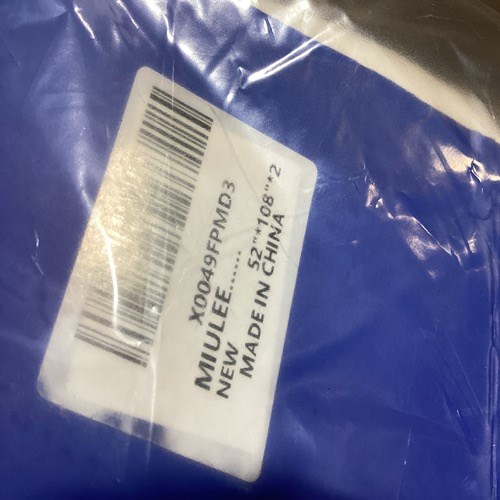 X0049FPMD3
MIULEE......
NEW 52"*108"*2
MADE IN CHINA